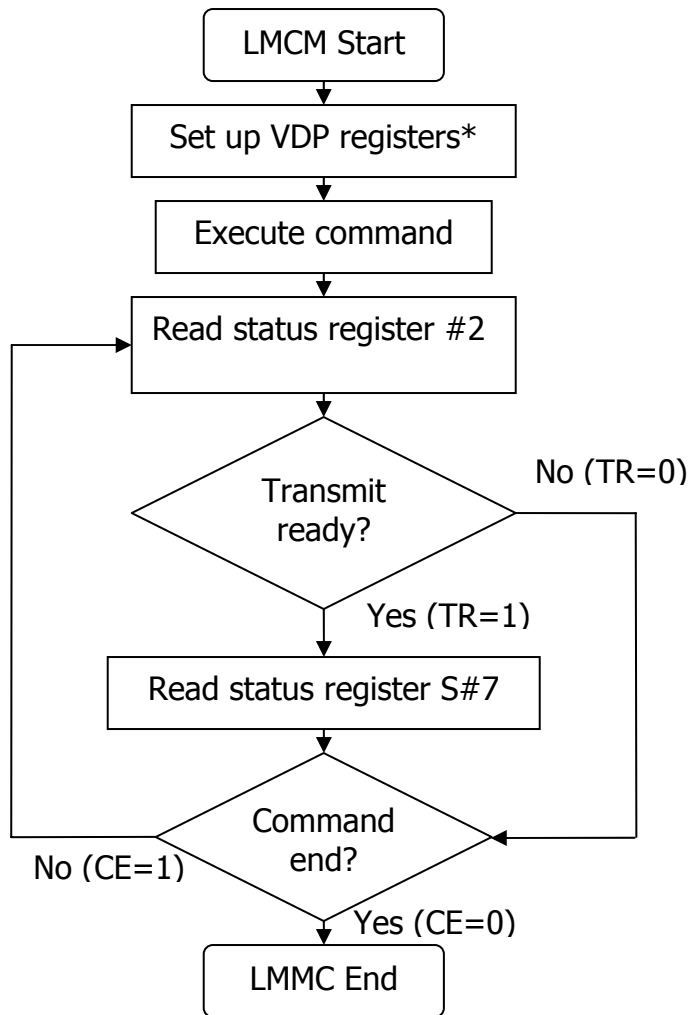 LMCM Start
Set up VDP registers*
Execute command
Read status register #2
Transmit
ready?
No (TR=0)
Yes (TR=1)
Read status register S#7
Command
end?
No (CE=1)
Yes (CE=0)
LMMC End